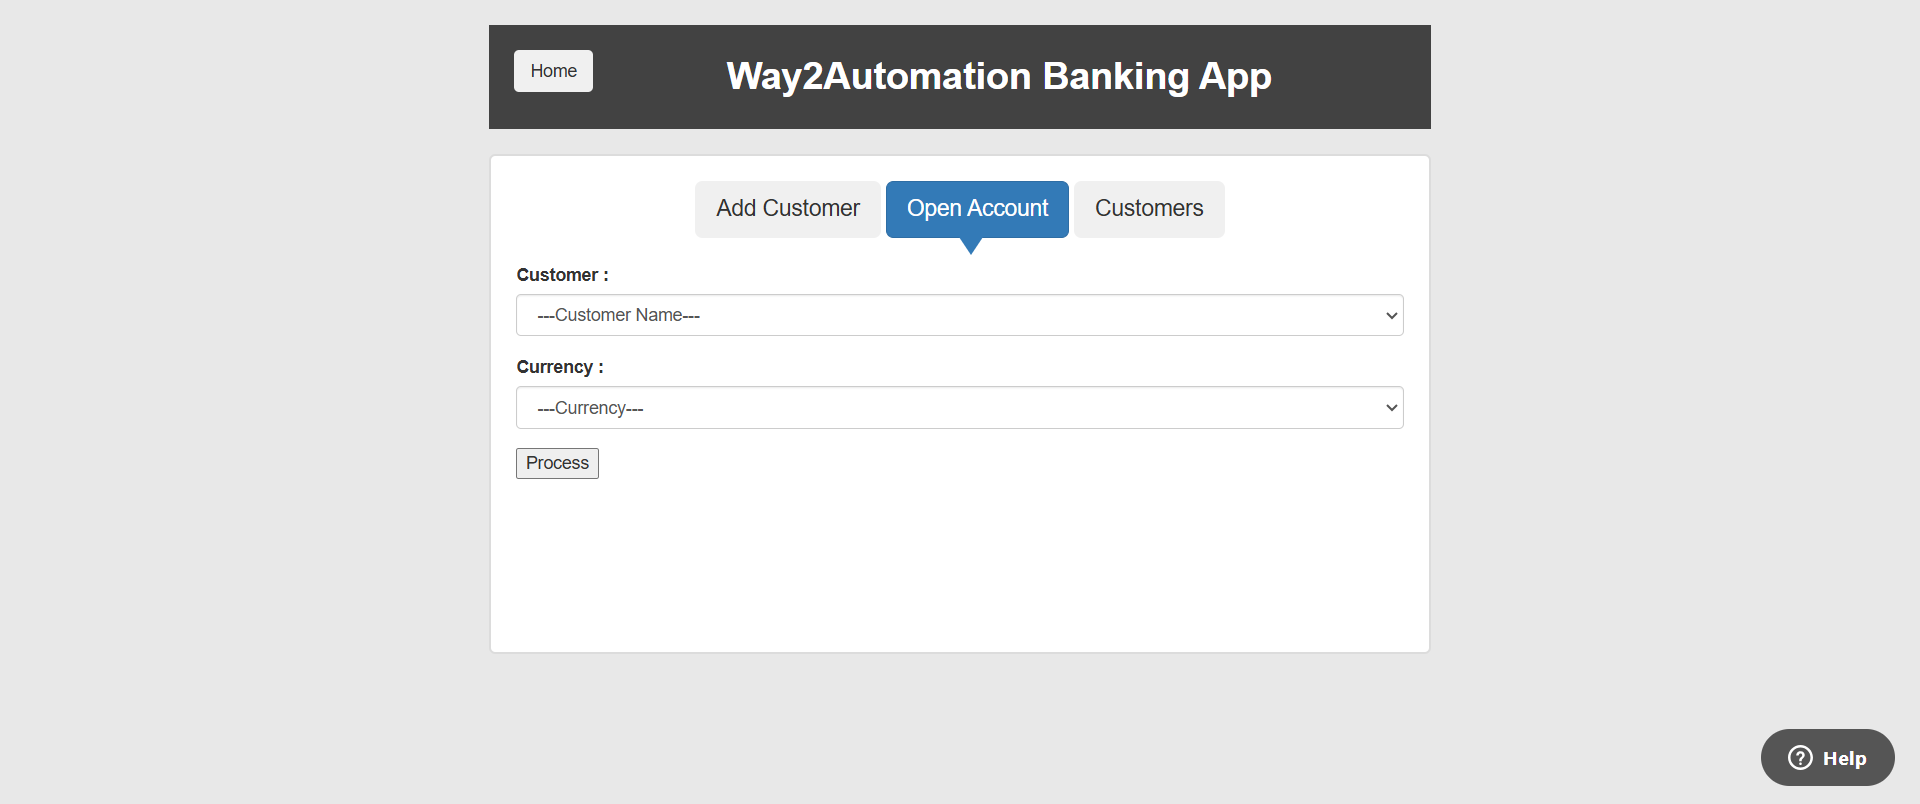 Home
Way2Automation Banking App
Add Customer
Open Account
Customers
Customer :
---Customer Name---
Currency :
---Currency---
Process
Help